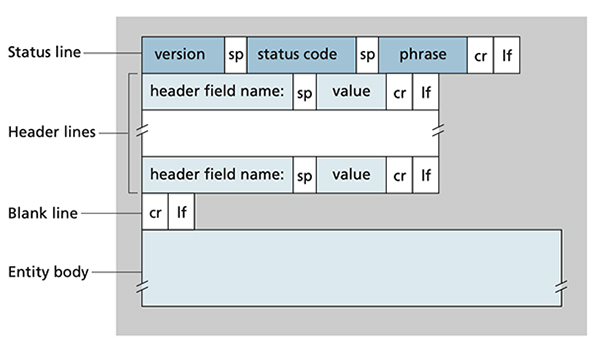 Status line version sp status code sp phrase cr lf
header field name: sp value cr lf
Header lines
header field name: sp value cr lf
Blank line cr lf
Entity body